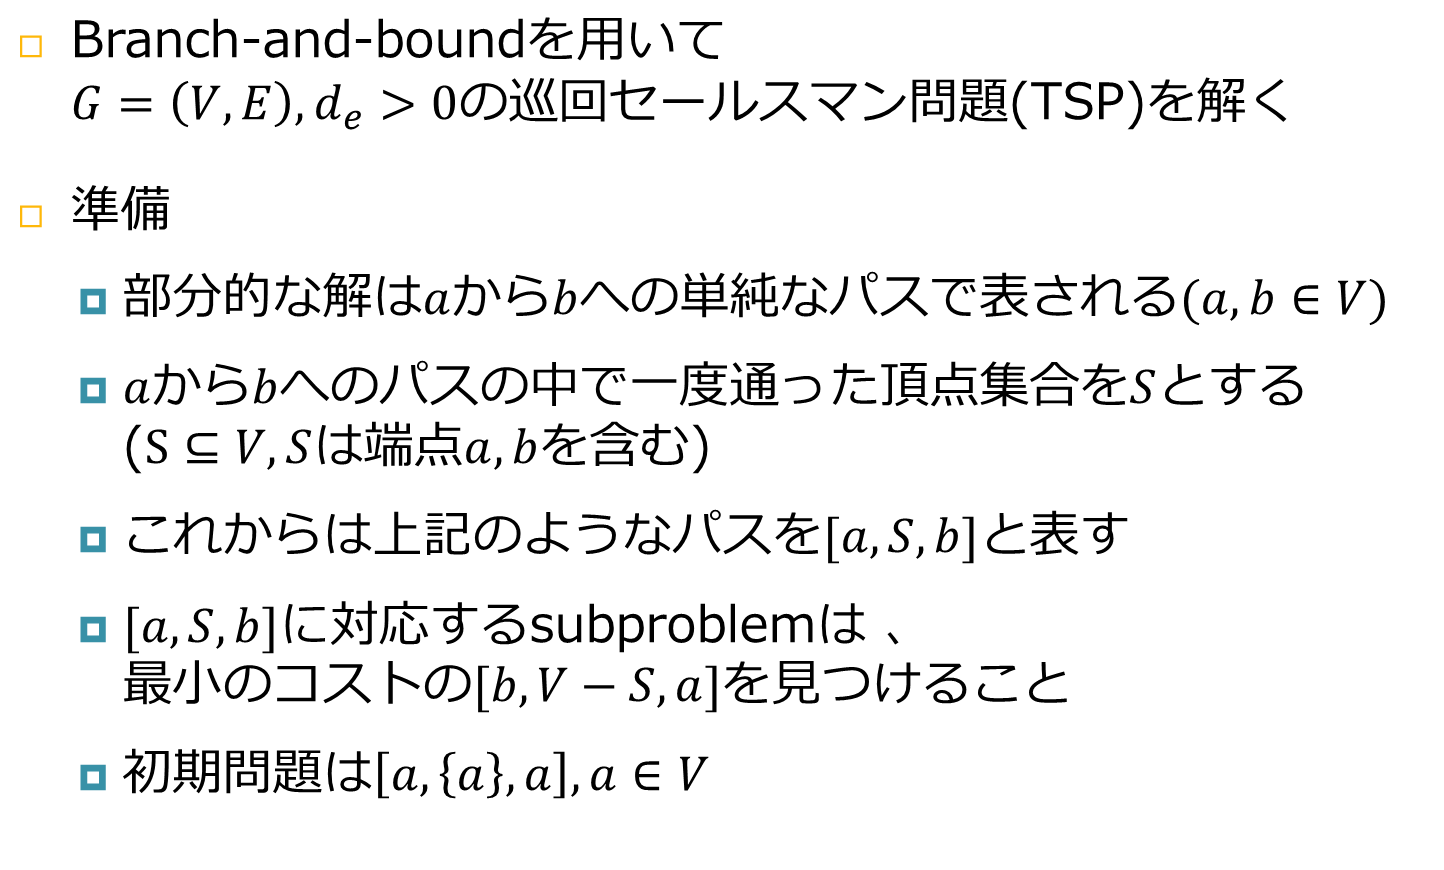 Branch-and-boundを用いて
G = (V, E), dₑ > 0の巡回セールスマン問題(TSP)を解く
準備
部分的な解はaからbへの単純なパスで表される(a, b ∈ V)
aからbへのパスの中で一度通った頂点集合をSとする
(S ⊆ V, Sは端点a, bを含む)
これからは上記のようなパスを[a, S, b]と表す
[a, S, b]に対応するsubproblemは 、
最小のコストの[b, V − S, a]を見つけること
初期問題は[a, {a}, a], a ∈ V